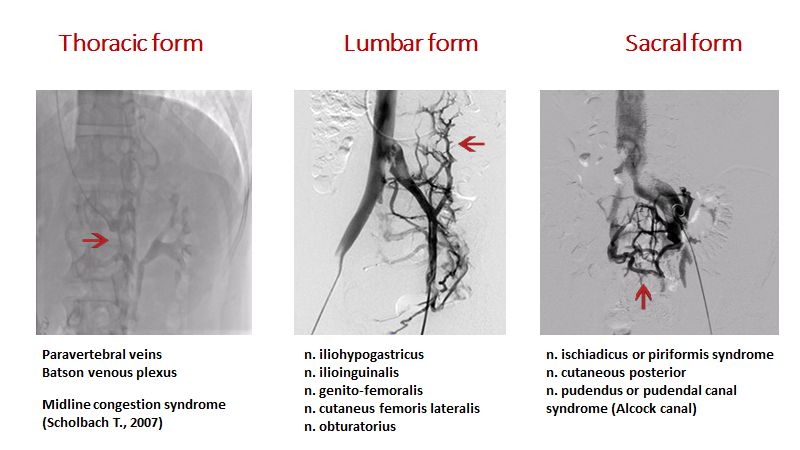 Thoracic form
Lumbar form
Sacral form
Paravertebral veins
Batson venous plexus
Midline congestion syndrome
(Scholbach T., 2007)
n. iliohypogastricus
n. ilioinguinalis
n. genito-femoralis
n. cutaneus femoris lateralis
n. obturatorius
n. ischiadicus or piriformis syndrome
n. cutaneous posterior
n. pudendus or pudendal canal
syndrome (Alcock canal)